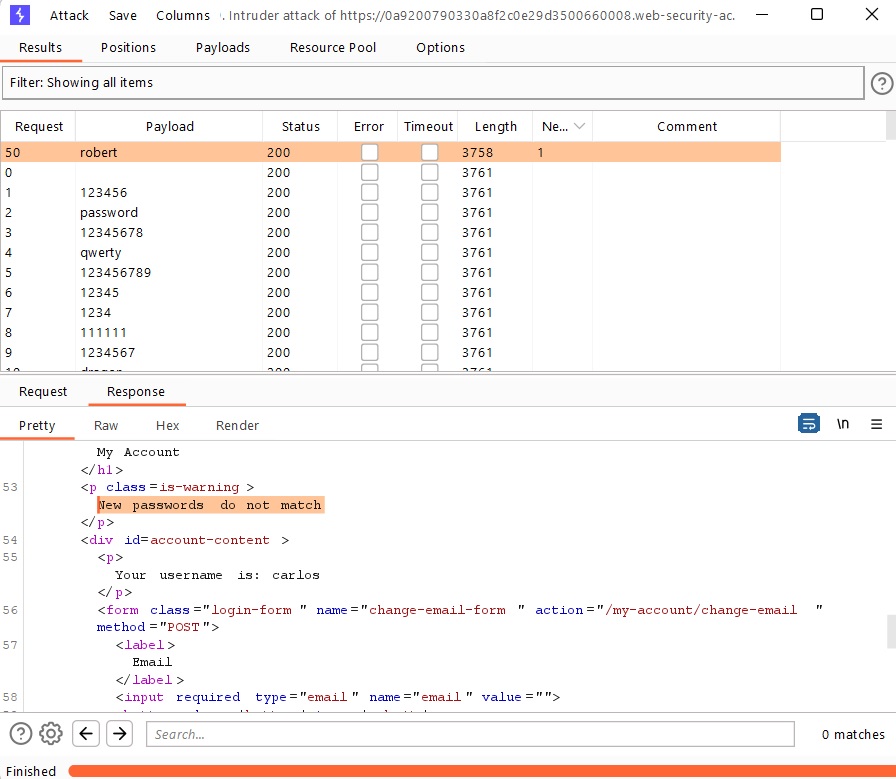 Attack Save Columns . Intruder attack of https://0a9200790330a8f2c0e29d3500660008.web-security-ac.
Results Positions Payloads Resource Pool Options
Filter: Showing all items
Request Payload Status Error Timeout Length Ne... Comment
50 robert 200 3758 1
0 200 3761
1 123456 200 3761
2 password 200 3761
3 12345678 200 3761
4 qwerty 200 3761
5 123456789 200 3761
6 12345 200 3761
7 1234 200 3761
8 111111 200 3761
9 1234567 200 3761
10 dragon 200 3761
Request Response
Pretty Raw Hex Render \n
My Account
</h1>
53 <p class=is-warning >
New passwords do not match
</p>
54 <div id=account-content >
55 <p>
Your username is: carlos
</p>
56 <form class="login-form " name="change-email-form " action="/my-account/change-email "
method="POST">
57 <label>
Email
</label>
58 <input required type="email " name="email " value="">
Search... 0 matches
Finished